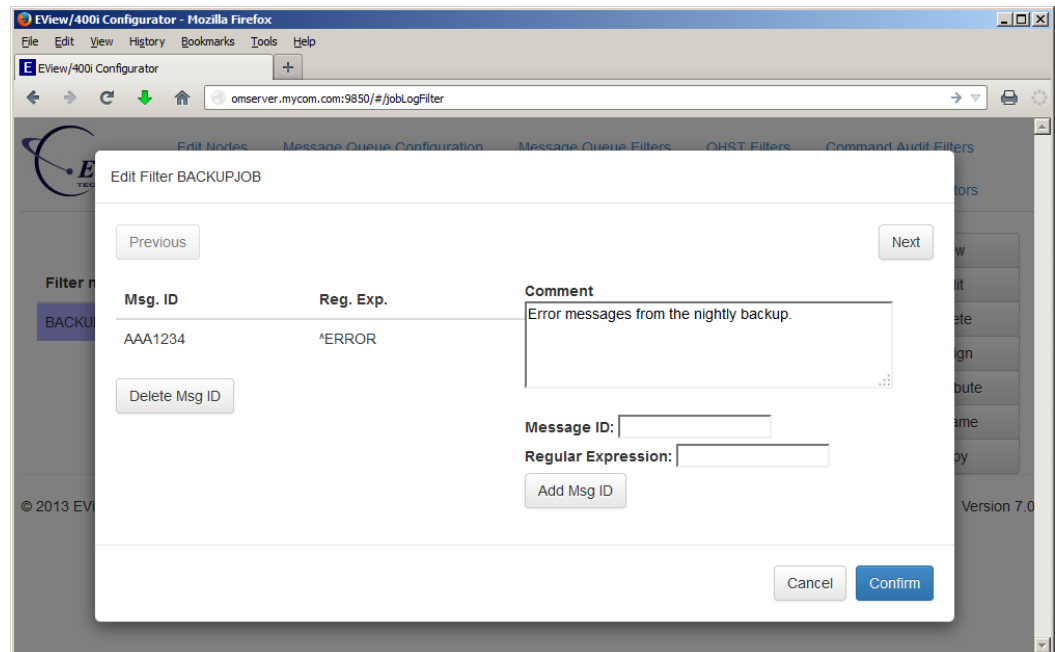 EView/400i Configurator - Mozilla Firefox
File Edit View History Bookmarks Tools Help
E EView/400i Configurator +
omserver.mycom.com:9850/#/jobLogFilter
Edit Nodes Message Queue Configuration Message Queue Filters QHST Filters Command Audit Filters
Edit Filter BACKUPJOB
Previous
Next
Filter
Msg. ID Reg. Exp.
AAA1234 ^ERROR
Delete Msg ID
Comment
Error messages from the nightly backup.
Message ID:
Regular Expression:
Add Msg ID
© 2013
Version 7.0
Cancel Confirm